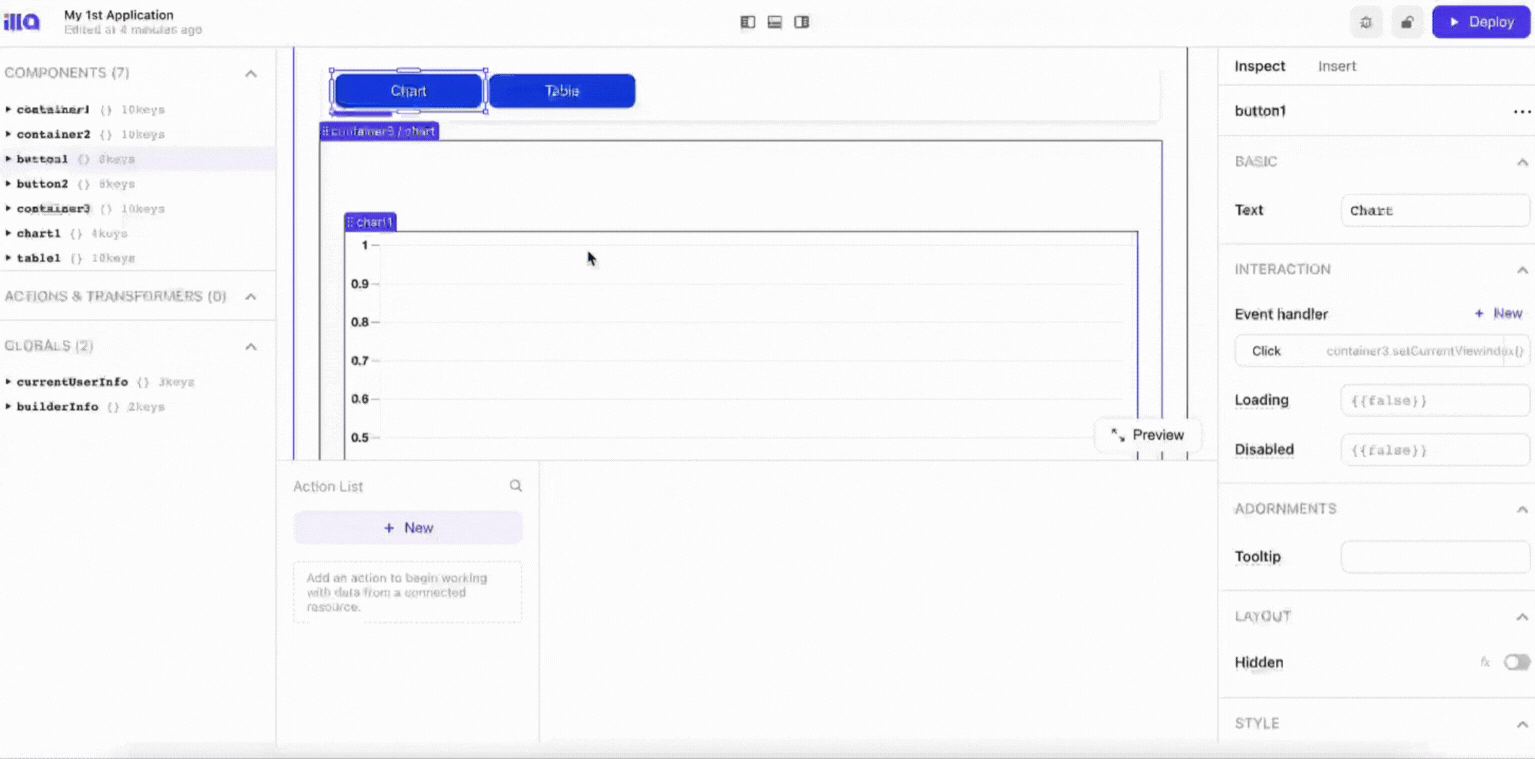 illa
My 1st Application
Edited at 4 minutes ago
Deploy
COMPONENTS (7)
container1 {} 10keys
container2 {} 10keys
button1 {} 8keys
button2 {} 8keys
container3 {} 10keys
chart1 {} 4keys
table1 {} 10keys
ACTIONS & TRANSFORMERS (0)
GLOBALS (2)
currentUserInfo {} 3keys
builderInfo {} 2keys
Chart
Table
container3 / chart
chart1
1
0.9
0.8
0.7
0.6
0.5
Preview
Action List
+ New
Add an action to begin working
with data from a connected
resource.
Inspect
Insert
button1
...
BASIC
Text
Chart
INTERACTION
Event handler
+ New
Click
container3.setCurrentViewIndex()
Loading
{{false}}
Disabled
{{false}}
ADORNMENTS
Tooltip
LAYOUT
Hidden
fx
STYLE